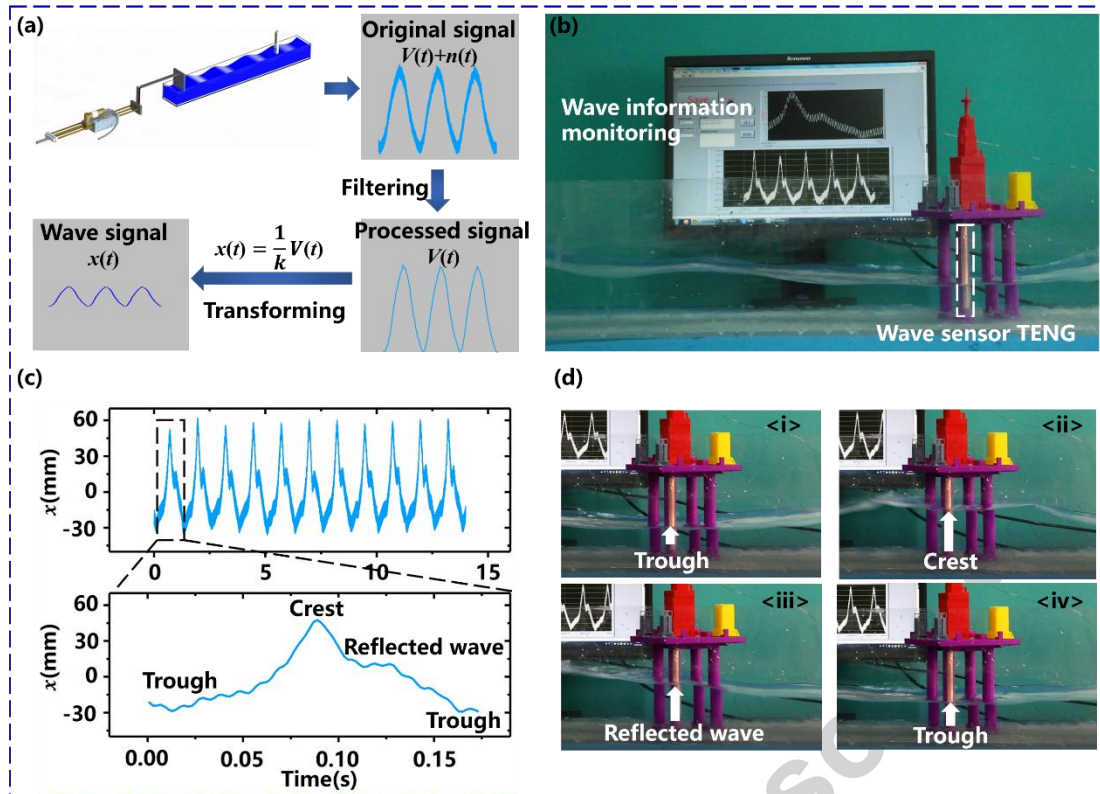 (a)
Original signal
V(t)+n(t)
Filtering
Wave signal
x(t)
x(t) = 1/k V(t)
Transforming
Processed signal
V(t)
(b)
lenovo
Save
Wave information
monitoring
Wave sensor TENG
(c)
x(mm)
60
30
0
-30
0
5
10
15
x(mm)
60
30
0
-30
Crest
Reflected wave
Trough
Trough
0.00
0.05
0.10
0.15
Time(s)
(d)
<i>
Trough
<ii>
Crest
<iii>
Reflected wave
<iv>
Trough